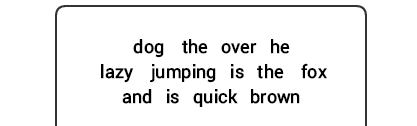 dog the over he
lazy jumping is the fox
and is quick brown